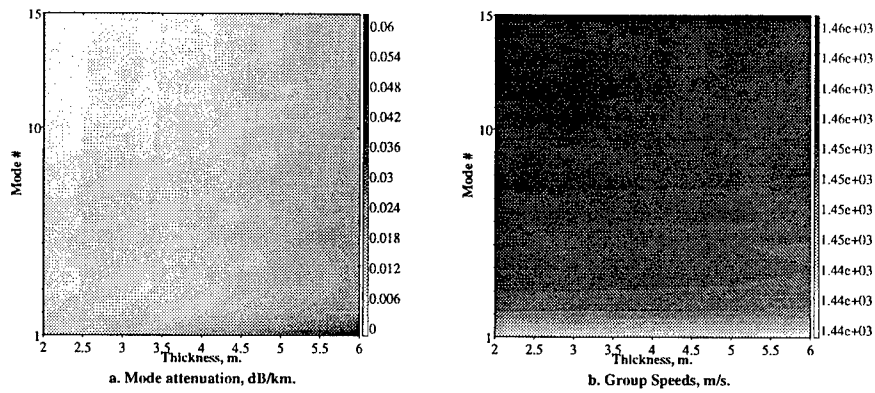 15
10
1
Mode #
2 2.5 3 3.5 4 4.5 5 5.5 6
Thickness, m.
0.06
0.054
0.048
0.042
0.036
0.03
0.024
0.018
0.012
0.006
0
a. Mode attenuation, dB/km.
15
10
1
Mode #
2 2.5 3 3.5 4 4.5 5 5.5 6
Thickness, m.
1.46e+03
1.46e+03
1.46e+03
1.46e+03
1.45e+03
1.45e+03
1.45e+03
1.45e+03
1.44e+03
1.44e+03
1.44e+03
b. Group Speeds, m/s.